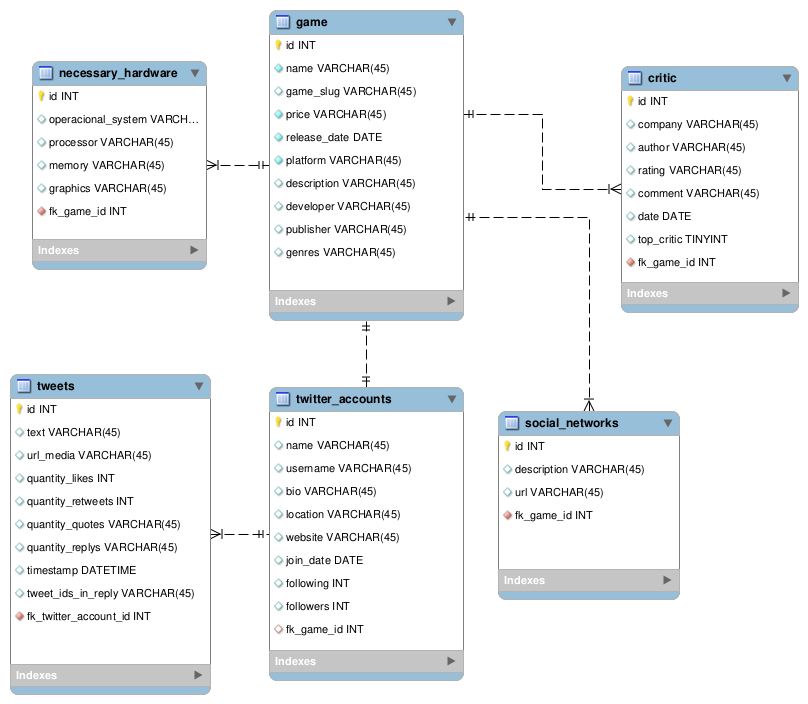 game
id INT
name VARCHAR(45)
game_slug VARCHAR(45)
price VARCHAR(45)
release_date DATE
platform VARCHAR(45)
description VARCHAR(45)
developer VARCHAR(45)
publisher VARCHAR(45)
genres VARCHAR(45)
Indexes
necessary_hardware
id INT
operacional_system VARCH...
processor VARCHAR(45)
memory VARCHAR(45)
graphics VARCHAR(45)
fk_game_id INT
Indexes
critic
id INT
company VARCHAR(45)
author VARCHAR(45)
rating VARCHAR(45)
comment VARCHAR(45)
date DATE
top_critic TINYINT
fk_game_id INT
Indexes
tweets
id INT
text VARCHAR(45)
url_media VARCHAR(45)
quantity_likes INT
quantity_retweets INT
quantity_quotes VARCHAR(45)
quantity_replys VARCHAR(45)
timestamp DATETIME
tweet_ids_in_reply VARCHAR(45)
fk_twitter_account_id INT
Indexes
twitter_accounts
id INT
name VARCHAR(45)
username VARCHAR(45)
bio VARCHAR(45)
location VARCHAR(45)
website VARCHAR(45)
join_date DATE
following INT
followers INT
fk_game_id INT
Indexes
social_networks
id INT
description VARCHAR(45)
url VARCHAR(45)
fk_game_id INT
Indexes